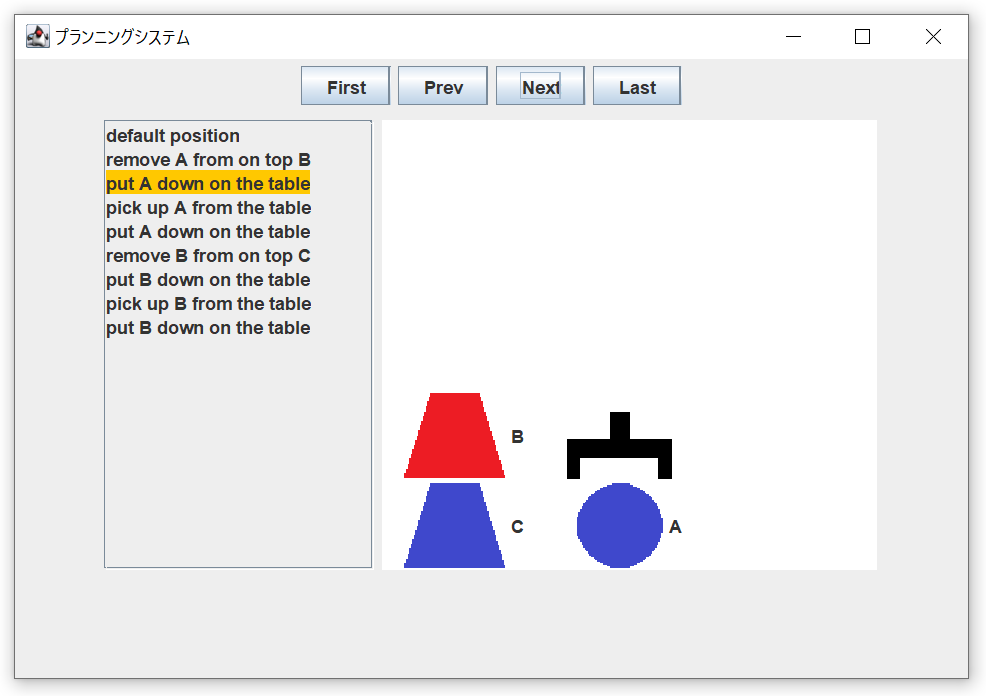 プランニングシステム
First Prev Next Last
default position
remove A from on top B
put A down on the table
pick up A from the table
put A down on the table
remove B from on top C
put B down on the table
pick up B from the table
put B down on the table
B
C
A